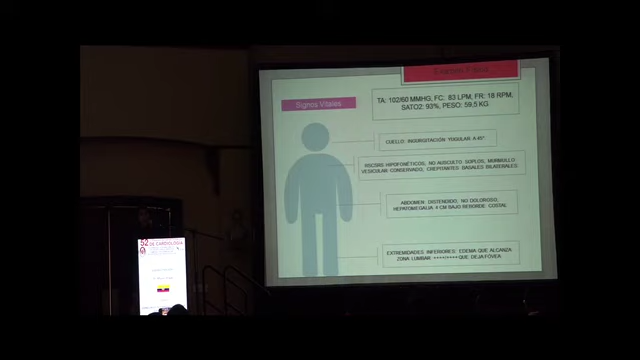 Signos Vitales
TA: 102/60 MMHG, FC: 83 LPM, FR: 18 RPM,
SATO2: 93%, PESO: 59,5 KG.
CUELLO: INGURGITACIÓN YUGULAR A 45°
RSCSRS HIPOFONÉTICOS, NO AUSCULTO SOPLOS, MURMULLO
VESICULAR CONSERVADO, CREPITANTES BASALES BILATERALES.
ABDOMEN: DISTENDIDO, NO DOLOROSO,
HEPATOMEGALIA 4 CM BAJO REBORDE COSTAL
EXTREMIDADES INFERIORES: EDEMA QUE ALCANZA
ZONA LUMBAR ++++/++++ QUE DEJA FÓVEA.
52
DE CARDIOLOGÍA